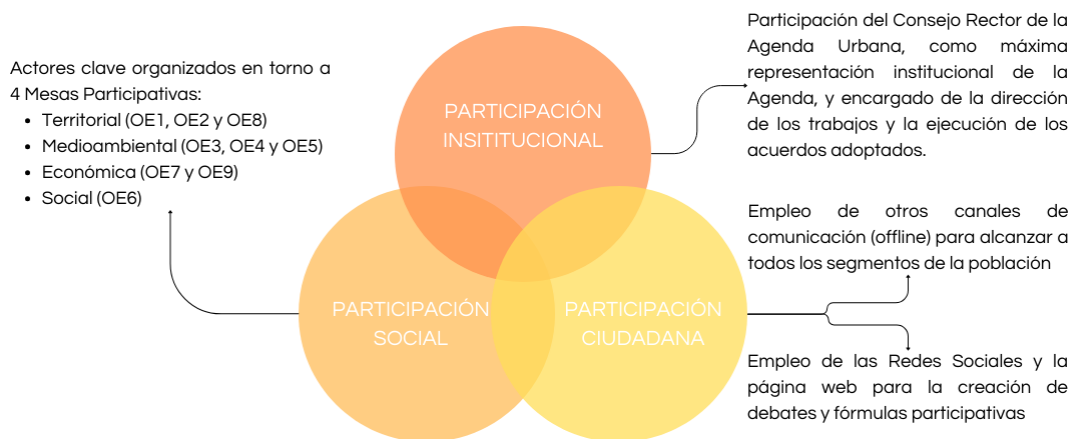 Actores clave organizados en torno a
4 Mesas Participativas:
• Territorial (OE1, OE2 y OE8)
• Medioambiental (OE3, OE4 y OE5)
• Económica (OE7 y OE9)
• Social (OE6)
PARTICIPACIÓN
INSITITUCIONAL
Participación del Consejo Rector de la
Agenda Urbana, como máxima
representación institucional de la
Agenda, y encargado de la dirección
de los trabajos y la ejecución de los
acuerdos adoptados.
PARTICIPACIÓN
SOCIAL
PARTICIPACIÓN
CIUDADANA
Empleo de otros canales de
comunicación (offline) para alcanzar a
todos los segmentos de la población
Empleo de las Redes Sociales y la
página web para la creación de
debates y fórmulas participativas